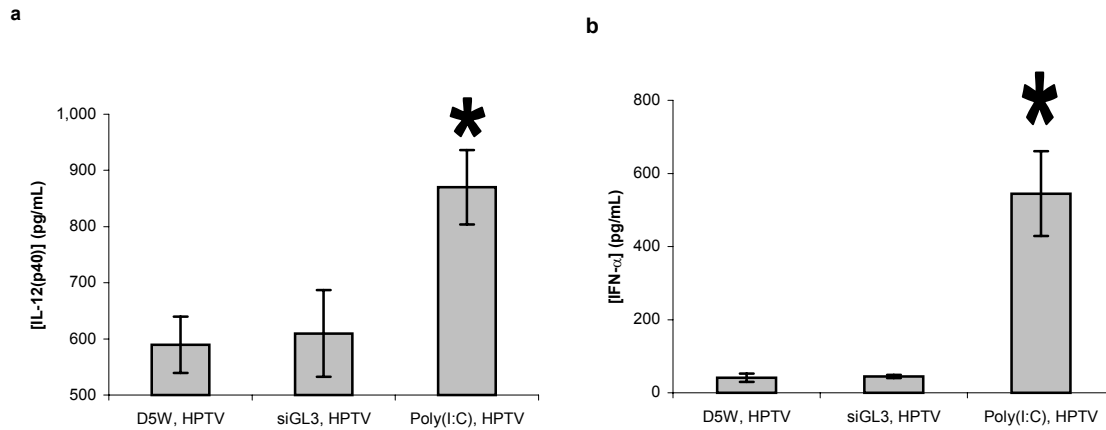 a
b
1,000
900
800
700
600
500
[IL-12(p40)] (pg/mL)
*
D5W, HPTV
siGL3, HPTV
Poly(I:C), HPTV
800
600
400
200
0
[IFN-α] (pg/mL)
*
D5W, HPTV
siGL3, HPTV
Poly(I:C), HPTV